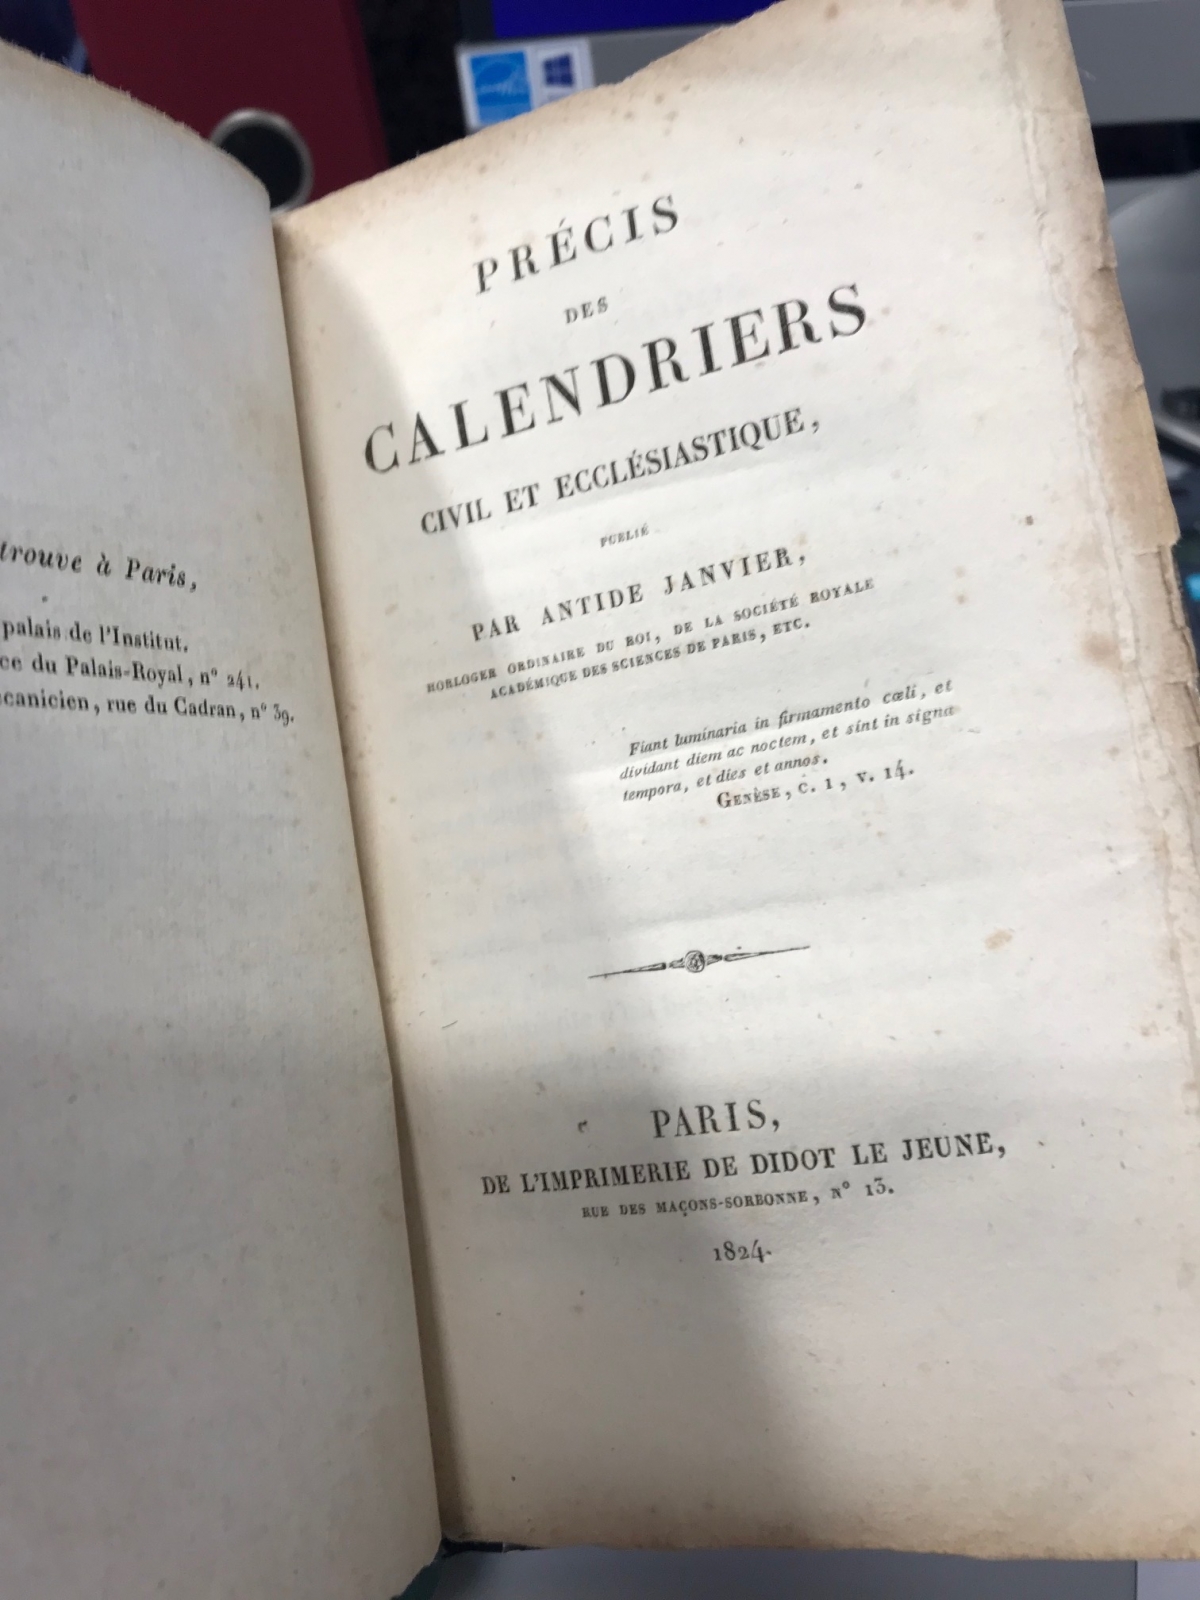 trouve à Paris,
palais de l'Institut.
ce du Palais-Royal, n° 241.
canicien, rue du Cadran, n° 39.
PRÉCIS
DES
CALENDRIERS
CIVIL ET ECCLÉSIASTIQUE,
PUBLIÉ
PAR ANTIDE JANVIER,
HORLOGER ORDINAIRE DU ROI, DE LA SOCIÉTÉ ROYALE
ACADÉMIQUE DES SCIENCES DE PARIS, ETC.
Fiant luminaria in firmamento cœli, et
dividant diem ac noctem, et sint in signa
tempora, et dies et annos.
GENÈSE, c. 1, v. 14.
PARIS,
DE L'IMPRIMERIE DE DIDOT LE JEUNE,
RUE DES MAÇONS-SORBONNE, N° 13.
1824.